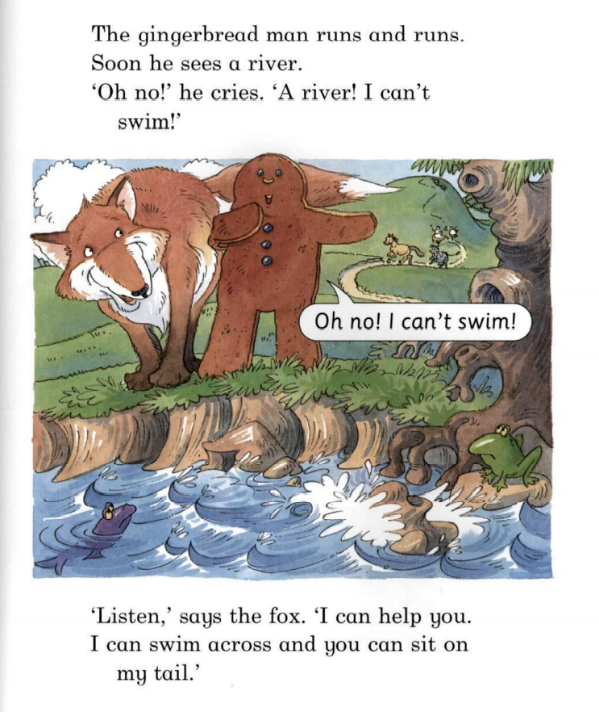 The gingerbread man runs and runs.
Soon he sees a river.
‘Oh no!’ he cries. ‘A river! I can’t
swim!’
Oh no! I can’t swim!
‘Listen,’ says the fox. ‘I can help you.
I can swim across and you can sit on
my tail.’